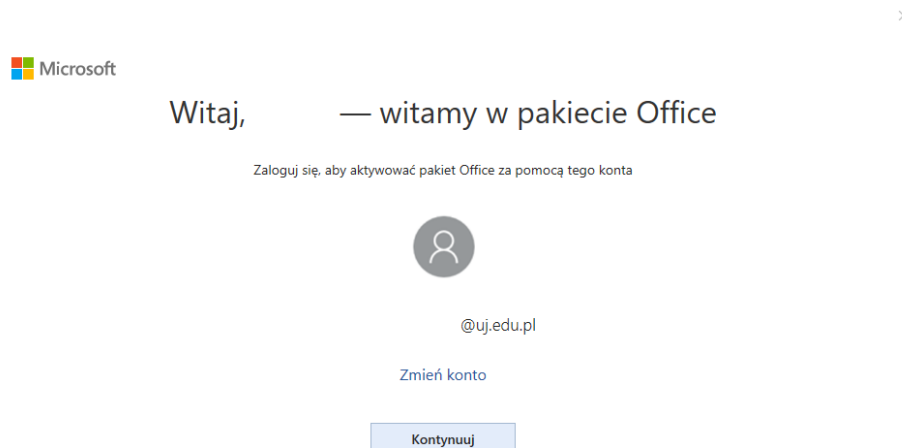 Microsoft
Witaj, — witamy w pakiecie Office
Zaloguj się, aby aktywować pakiet Office za pomocą tego konta
@uj.edu.pl
Zmień konto
Kontynuuj